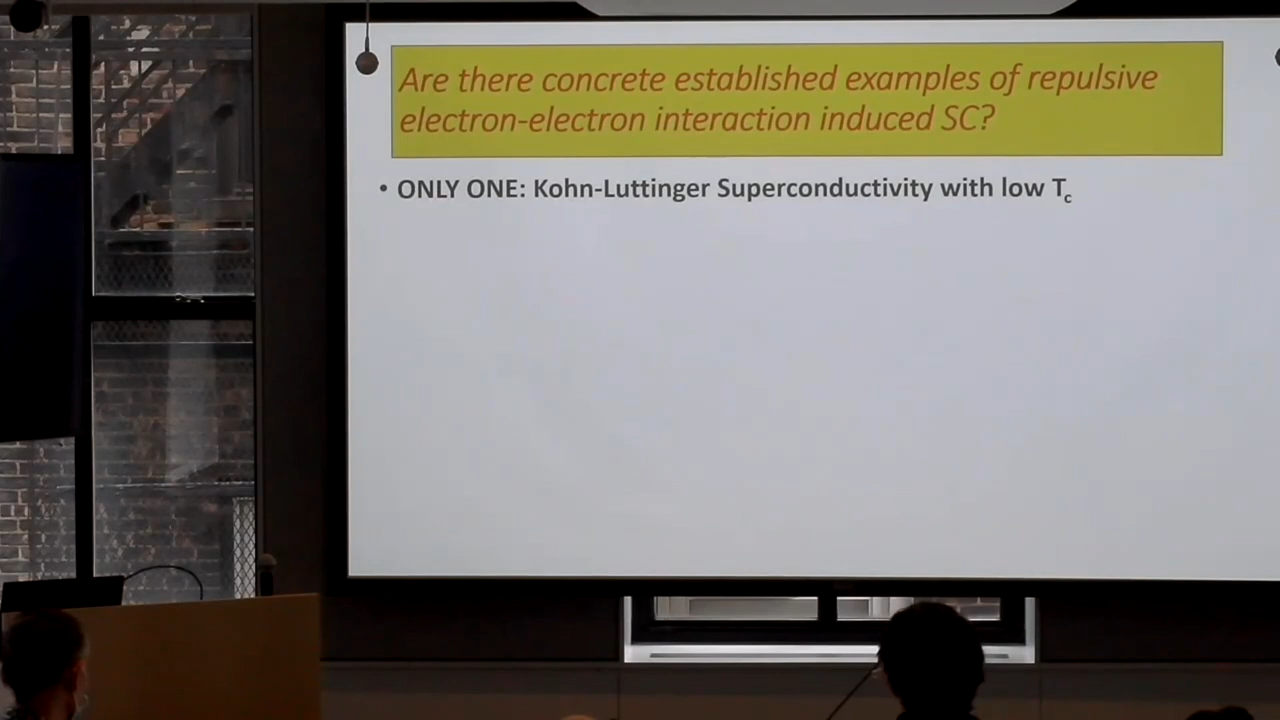 Are there concrete established examples of repulsive
electron-electron interaction induced SC?
• ONLY ONE: Kohn-Luttinger Superconductivity with low Tc